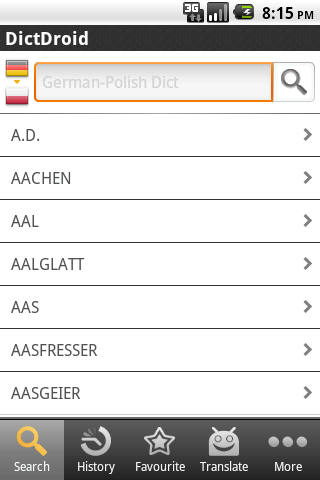 3G 8:15 PM
DictDroid
German-Polish Dict
A.D.
AACHEN
AAL
AALGLATT
AAS
AASFRESSER
AASGEIER
Search History Favourite Translate More